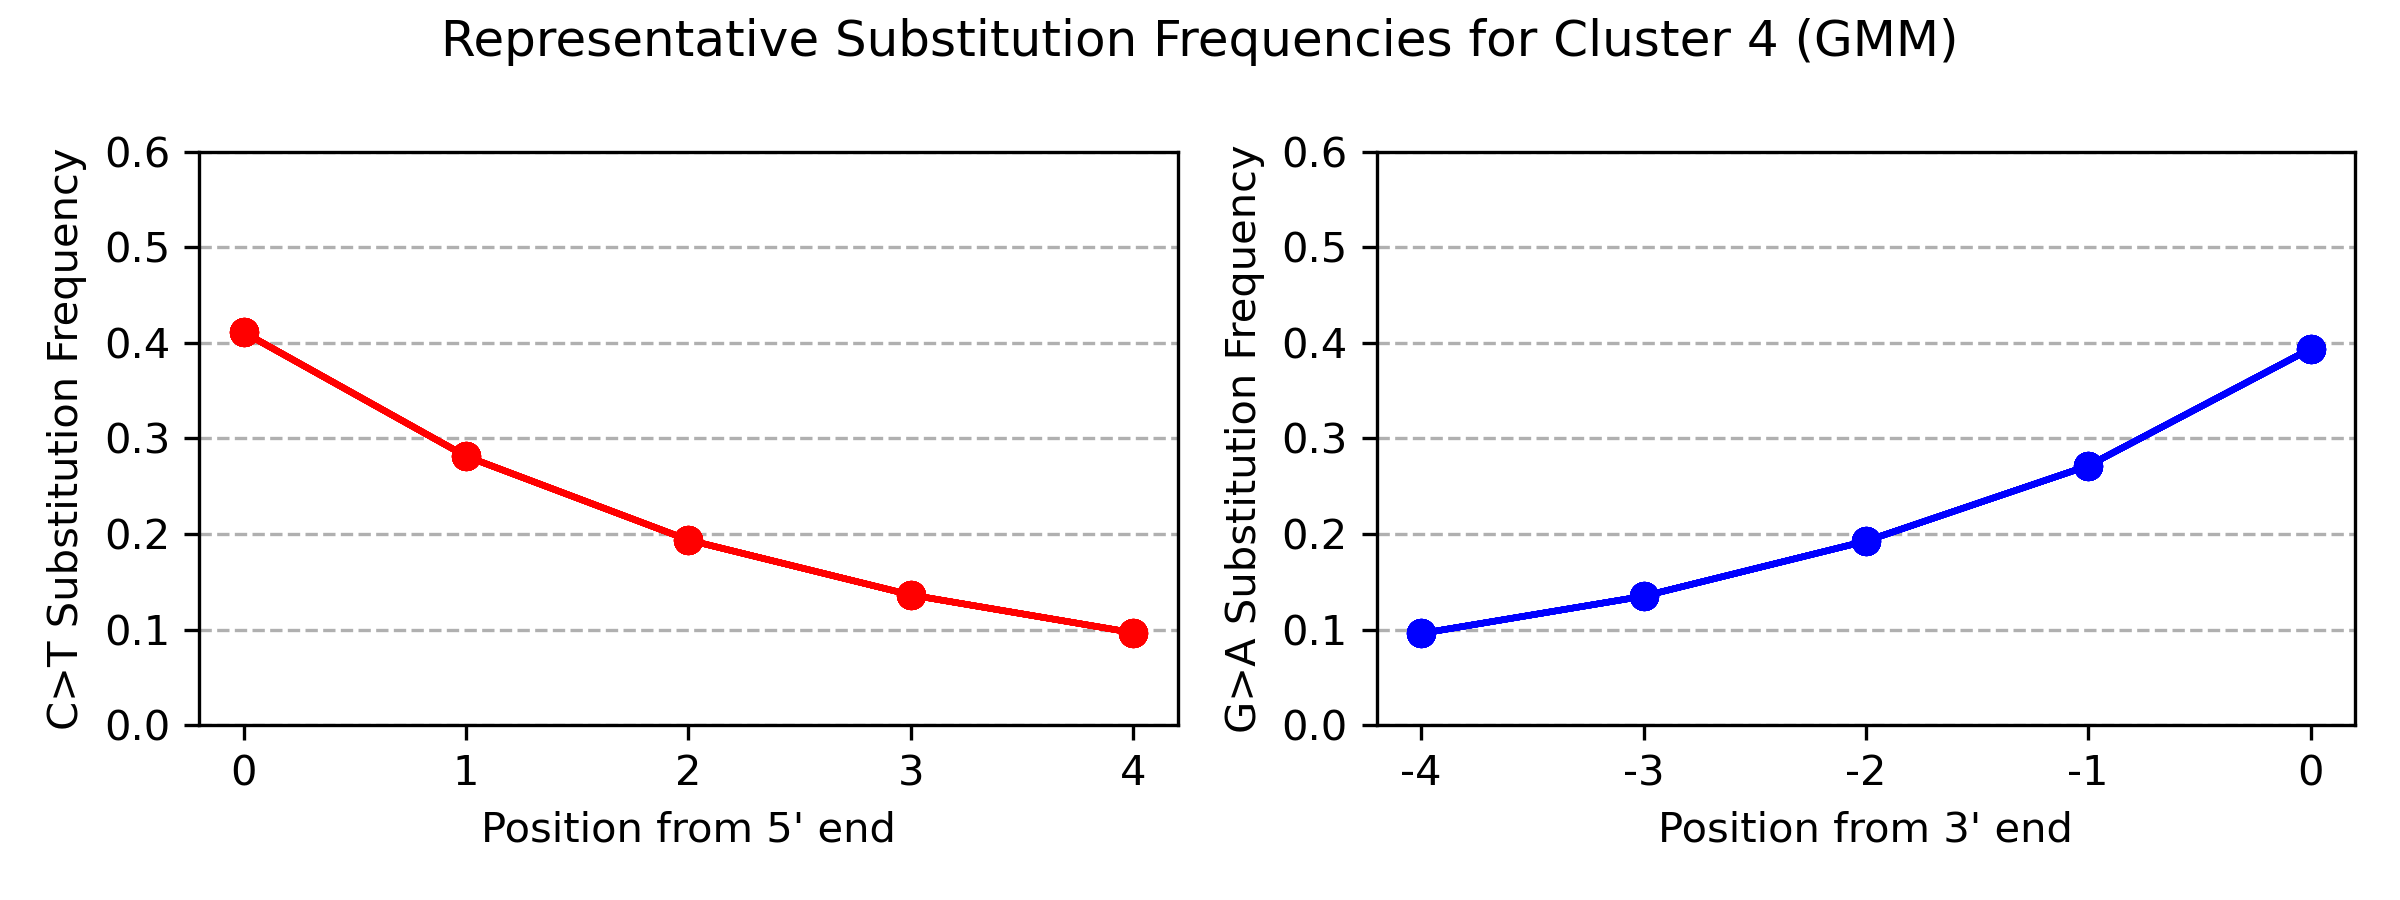 Representative Substitution Frequencies for Cluster 4 (GMM)
C>T Substitution Frequency
0.6
0.5
0.4
0.3
0.2
0.1
0.0
0 1 2 3 4
Position from 5' end
G>A Substitution Frequency
0.6
0.5
0.4
0.3
0.2
0.1
0.0
-4 -3 -2 -1 0
Position from 3' end